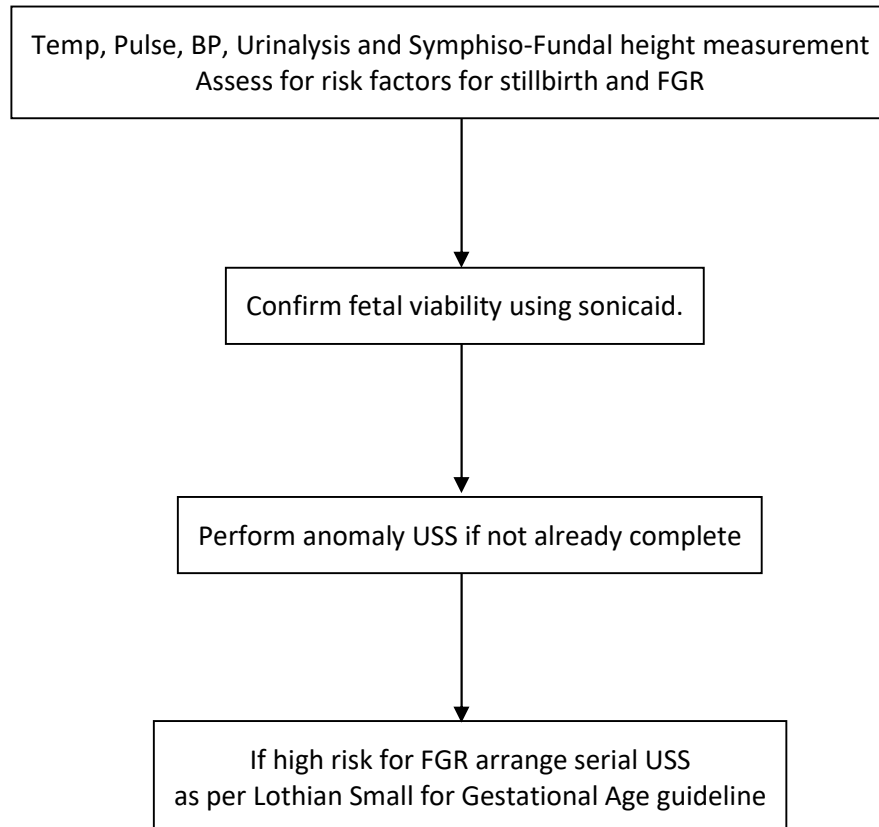 Temp, Pulse, BP, Urinalysis and Symphiso-Fundal height measurement
Assess for risk factors for stillbirth and FGR
Confirm fetal viability using sonicaid.
Perform anomaly USS if not already complete
If high risk for FGR arrange serial USS
as per Lothian Small for Gestational Age guideline